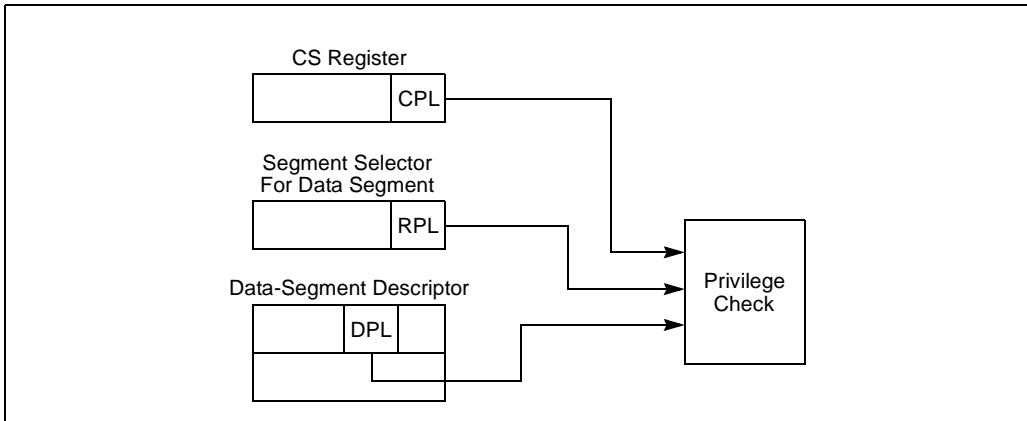 CS Register
CPL
Segment Selector
For Data Segment
RPL
Data-Segment Descriptor
DPL
Privilege
Check